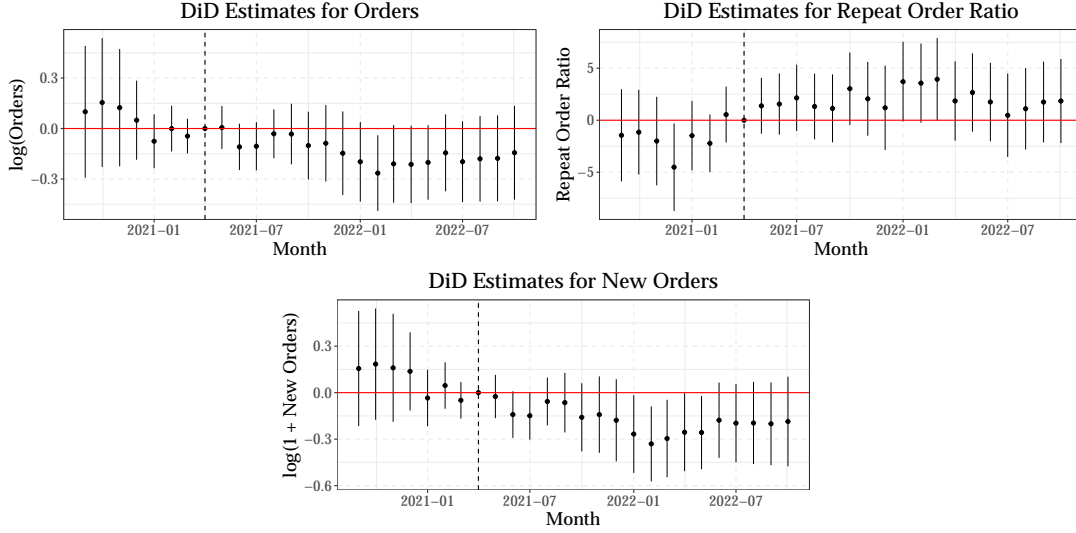 DiD Estimates for Orders
log(Orders)
0.3
0.0
−0.3
2021−01 2021−07 2022−01 2022−07
Month
DiD Estimates for Repeat Order Ratio
Repeat Order Ratio
5
0
−5
2021−01 2021−07 2022−01 2022−07
Month
DiD Estimates for New Orders
log(1 + New Orders)
0.3
0.0
−0.3
−0.6
2021−01 2021−07 2022−01 2022−07
Month